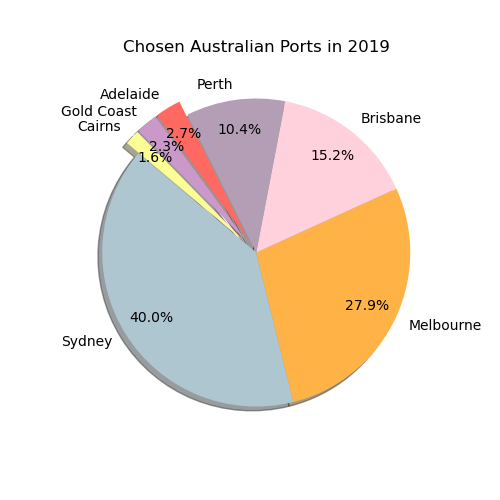 Chosen Australian Ports in 2019
Perth
Adelaide
Gold Coast
Cairns
Brisbane
2.7%
10.4%
2.3%
1.6%
15.2%
27.9%
40.0%
Melbourne
Sydney